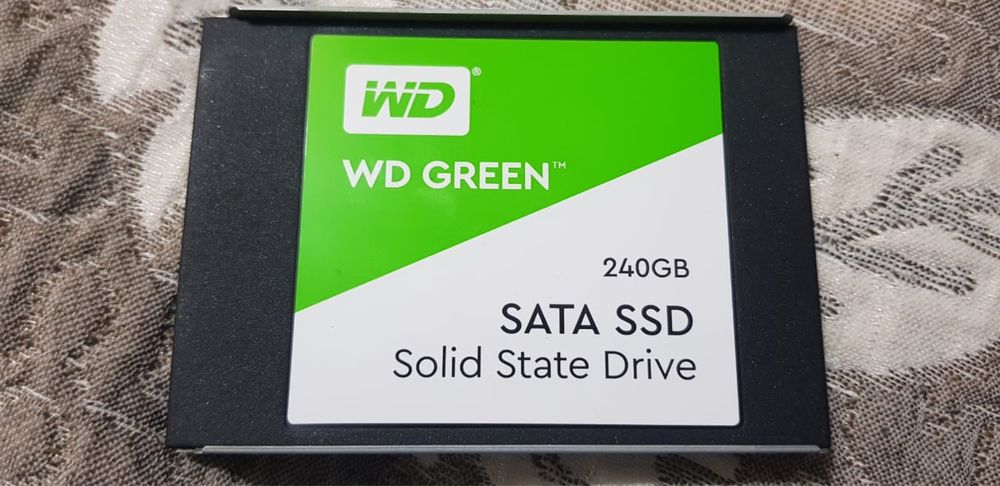 WD®
WD GREEN™
240GB
SATA SSD
Solid State Drive